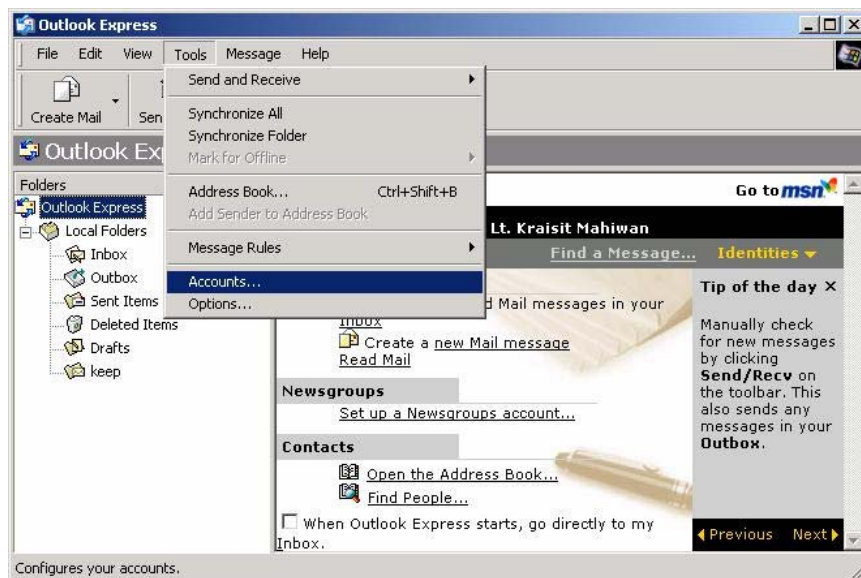 Outlook Express
File Edit View Tools Message Help
Create Mail Sen
Send and Receive
Synchronize All
Synchronize Folder
Mark for Offline
Address Book... Ctrl+Shift+B
Add Sender to Address Book
Message Rules
Accounts...
Options...
Outlook Ex
Folders
Outlook Express
Local Folders
Inbox
Outbox
Sent Items
Deleted Items
Drafts
keep
Go to msn
Lt. Kraisit Mahiwan
Find a Message... Identities
d Mail messages in your
Inbox
Create a new Mail message
Read Mail
Newsgroups
Set up a Newsgroups account...
Contacts
Open the Address Book...
Find People...
When Outlook Express starts, go directly to my
Inbox.
Tip of the day X
Manually check
for new messages
by clicking
Send/Recv on
the toolbar. This
also sends any
messages in your
Outbox.
Previous Next
Configures your accounts.